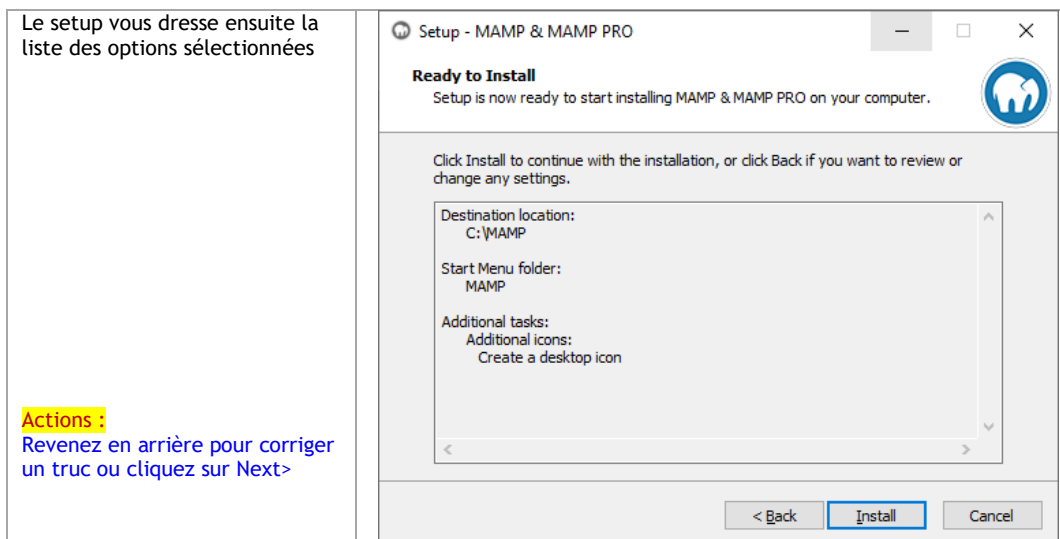 Le setup vous dresse ensuite la
liste des options sélectionnées
Actions :
Revenez en arrière pour corriger
un truc ou cliquez sur Next>
Setup - MAMP & MAMP PRO
Ready to Install
Setup is now ready to start installing MAMP & MAMP PRO on your computer.
Click Install to continue with the installation, or click Back if you want to review or
change any settings.
Destination location:
C:\MAMP
Start Menu folder:
MAMP
Additional tasks:
Additional icons:
Create a desktop icon
< Back Install Cancel